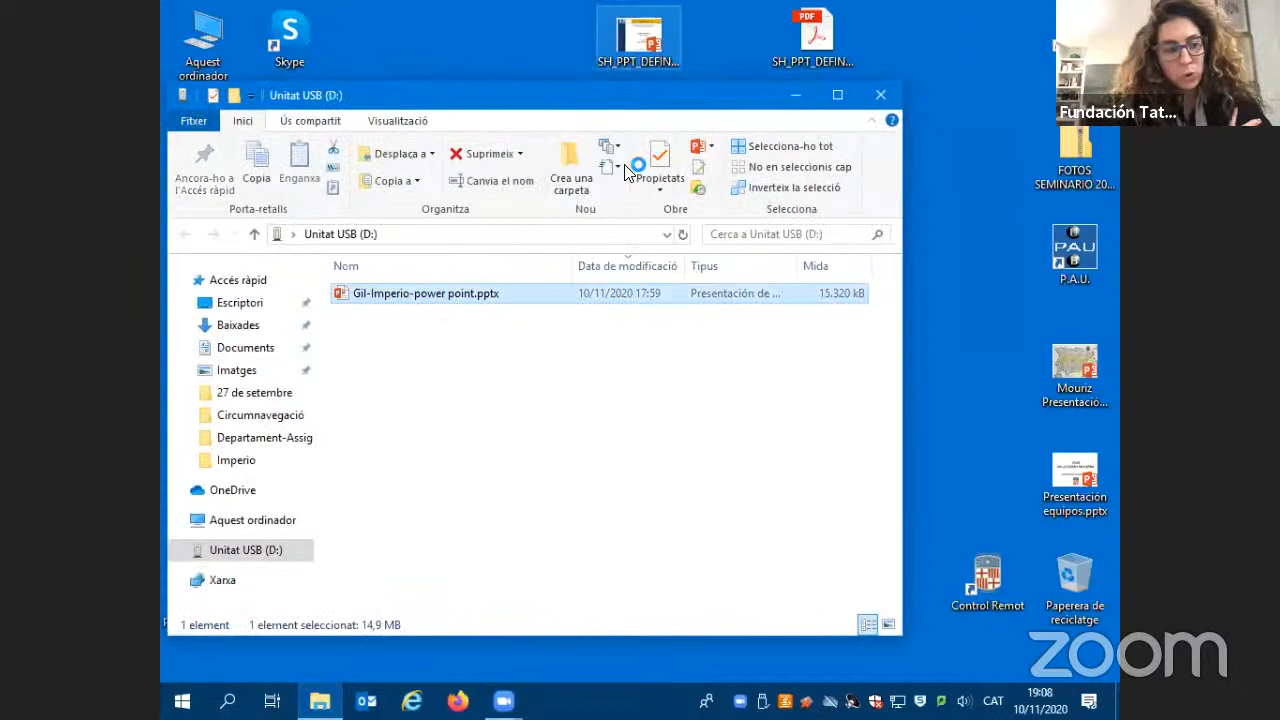 Aquest
ordinador
Skype
SH_PPT_DEFIN...
PDF
SH_PPT_DEFIN...
Fundación Tat...
Unitat USB (D:)
Fitxer
Inici
Ús compartit
Visualització
Ancora-ho a
l'Accés ràpid
Copia
Enganxa
Desplaça a
Copia a
Suprimeix
Canvia el nom
Crea una
carpeta
Propietats
Selecciona-ho tot
No en seleccionis cap
Inverteix la selecció
Porta-retalls
Organitza
Nou
Obre
Selecciona
Unitat USB (D:)
Cerca a Unitat USB (D:)
Nom
Data de modificació
Tipus
Mida
Gil-Imperio-power point.pptx
10/11/2020 17:59
Presentación de ...
15.320 kB
Accés ràpid
Escriptori
Baixades
Documents
Imatges
27 de setembre
Circumnavegació
Departament-Assig
Imperio
OneDrive
Aquest ordinador
Unitat USB (D:)
Xarxa
1 element
1 element seleccionat: 14,9 MB
FOTOS
SEMINARIO 20...
PAU
P.A.U.
Mouriz
Presentació...
Presentación
equipos.pptx
Control Remot
Paperera de
reciclatge
zoom
CAT
19:08
10/11/2020